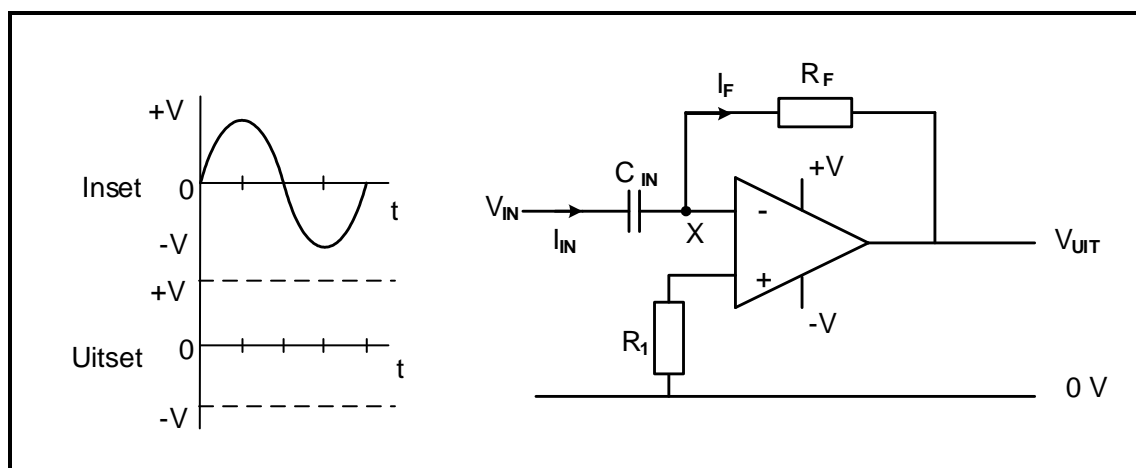 +V
Inset
0
t
-V
+V
Uitset
0
t
-V
I_F
R_F
C_IN
+V
V_IN
I_IN
X
-
+
V_UIT
-V
R_1
0 V